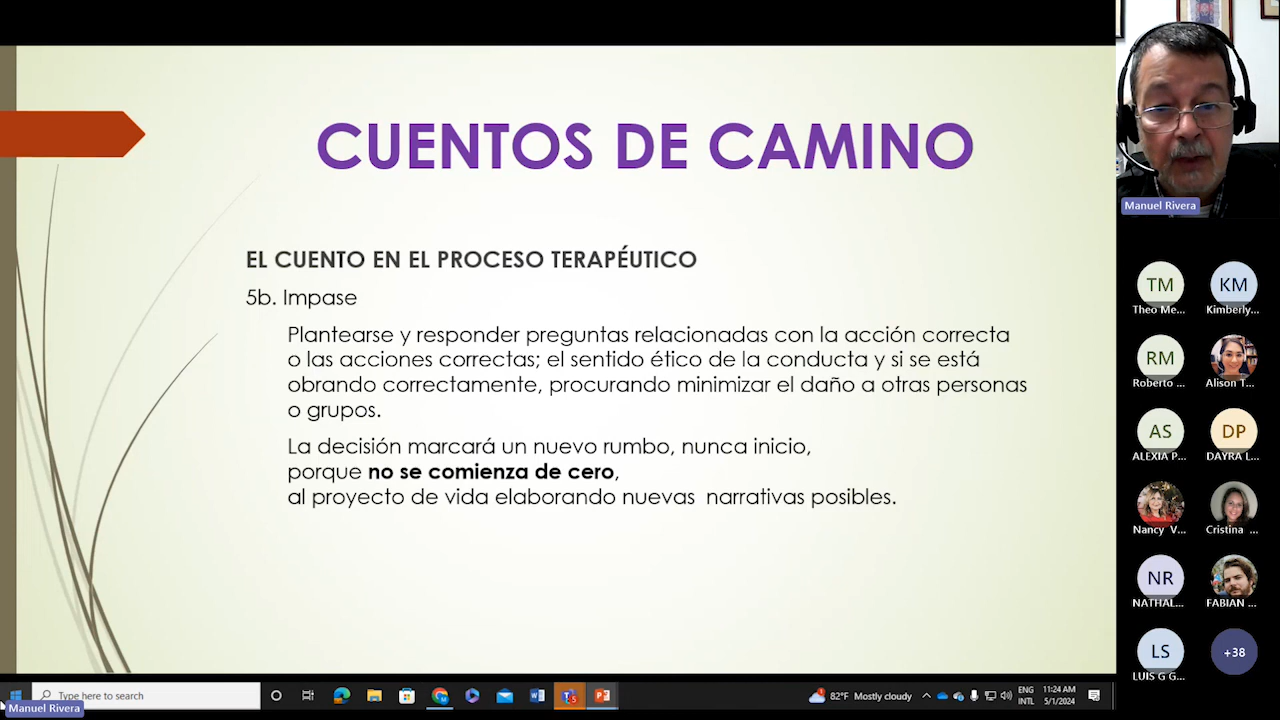 CUENTOS DE CAMINO
EL CUENTO EN EL PROCESO TERAPÉUTICO
5b. Impase
Plantearse y responder preguntas relacionadas con la acción correcta
o las acciones correctas; el sentido ético de la conducta y si se está
obrando correctamente, procurando minimizar el daño a otras personas
o grupos.
La decisión marcará un nuevo rumbo, nunca inicio,
porque no se comienza de cero,
al proyecto de vida elaborando nuevas narrativas posibles.
Manuel Rivera
TM
Theo Me...
KM
Kimberly...
RM
Roberto ...
Alison T...
AS
ALEXIA P...
DP
DAYRA L...
Nancy V...
Cristina ...
NR
NATHAL...
FABIAN ...
LS
LUIS G G...
+38
Type here to search
82°F Mostly cloudy
ENG
INTL
11:24 AM
5/1/2024
Manuel Rivera